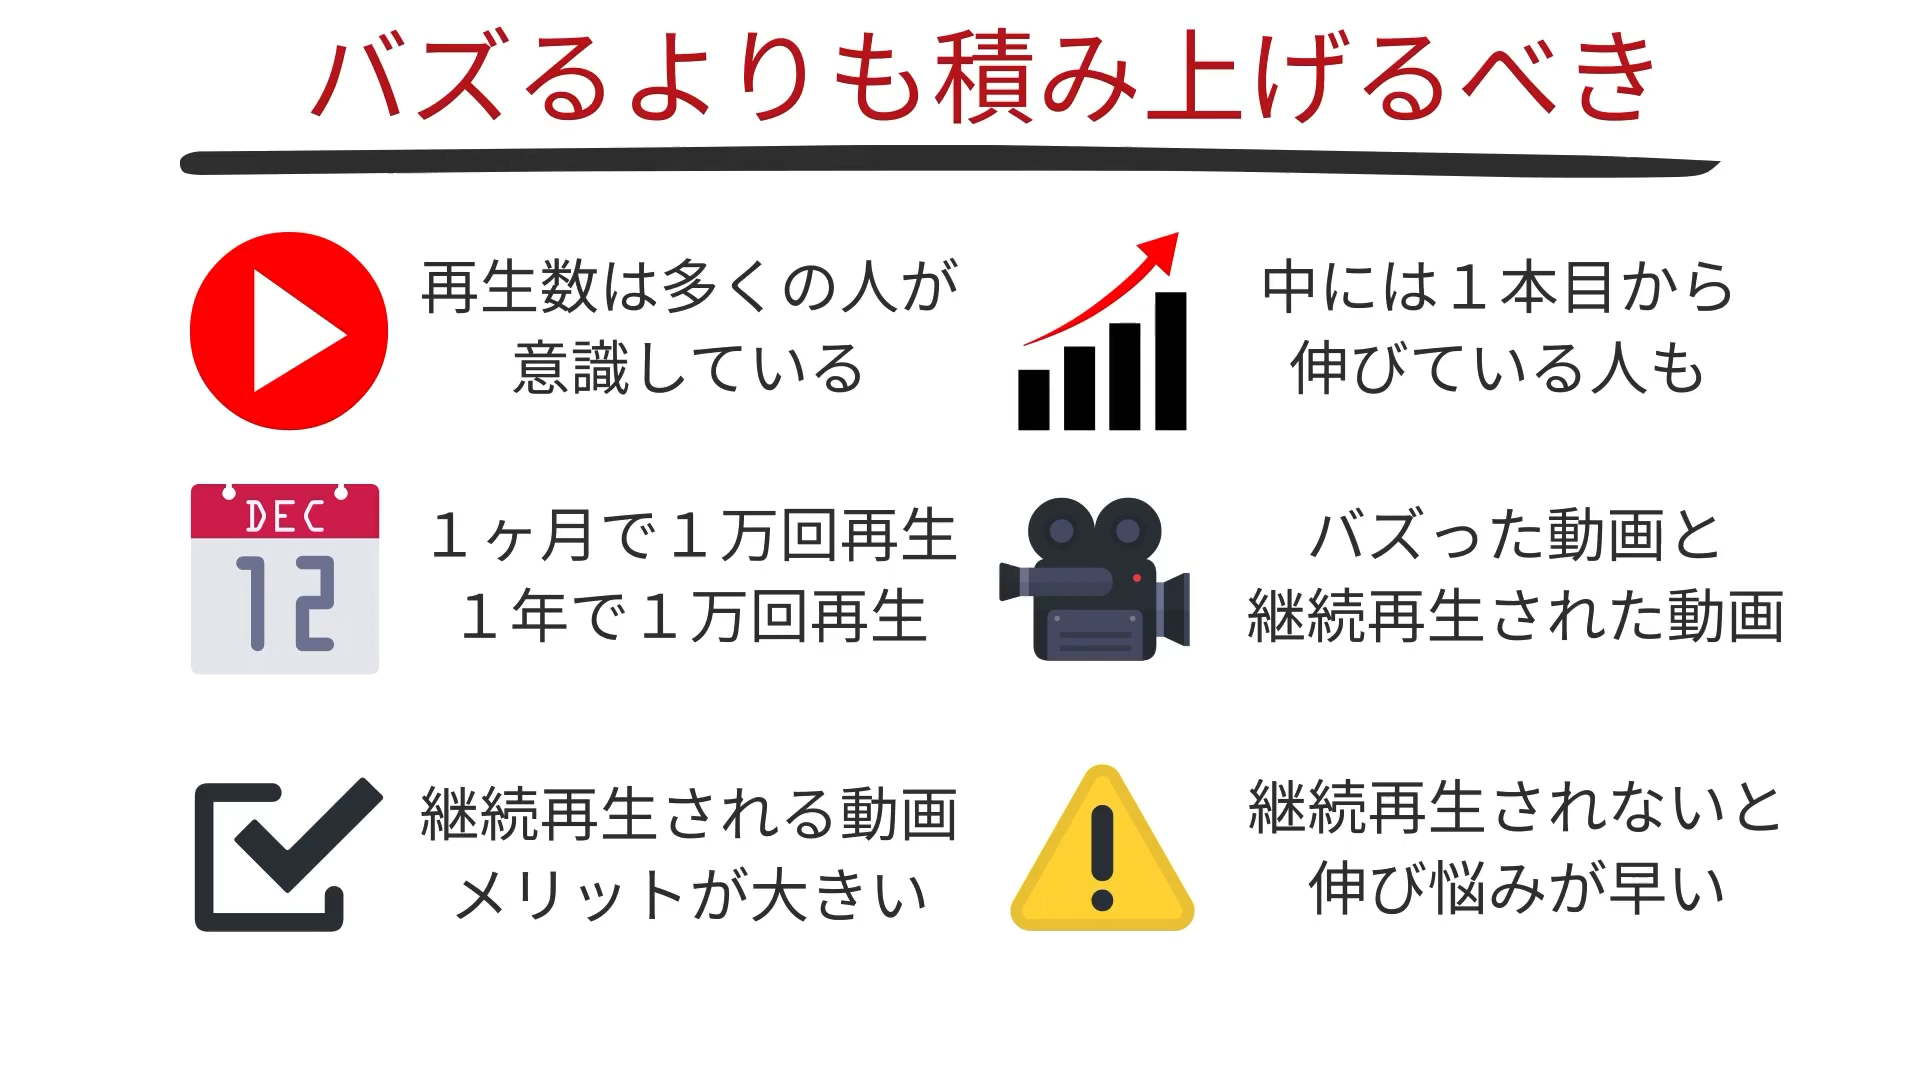 バズるよりも積み上げるべき
再生数は多くの人が
意識している
中には１本目から
伸びている人も
DEC
12
１ヶ月で１万回再生
１年で１万回再生
バズった動画と
継続再生された動画
継続再生される動画
メリットが大きい
継続再生されないと
伸び悩みが早い